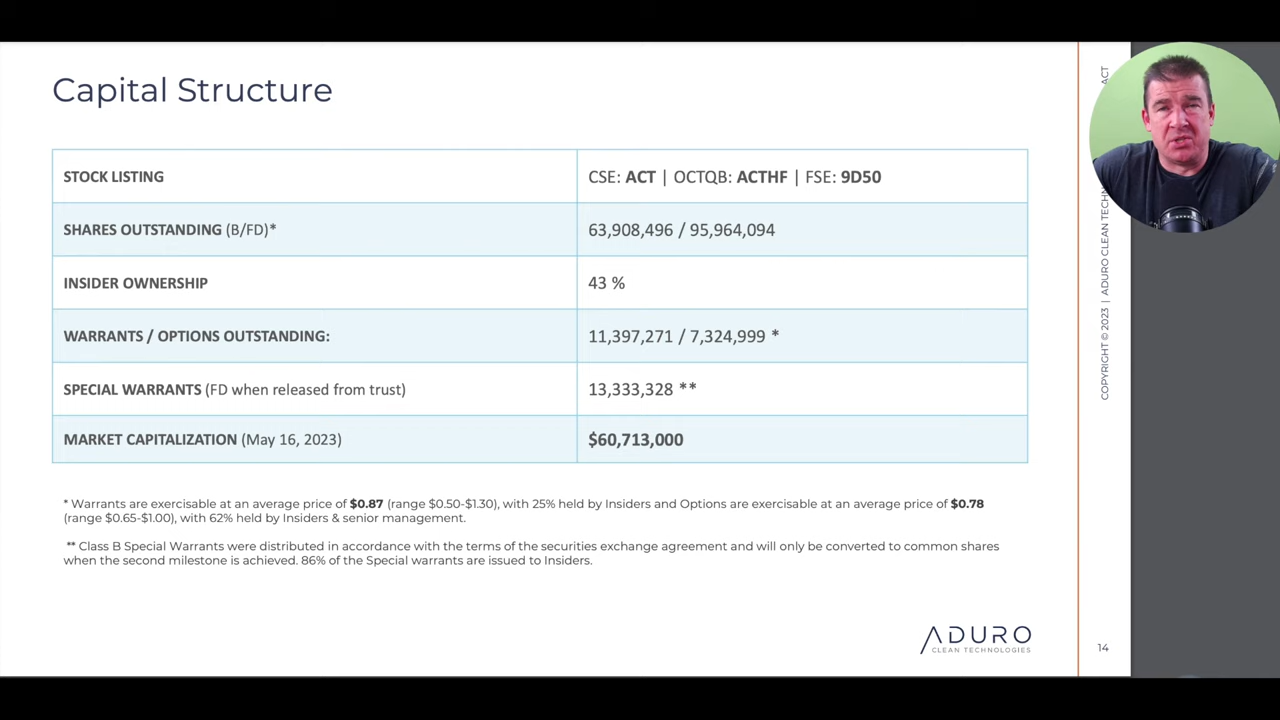 Capital Structure
STOCK LISTING
CSE: ACT | OCTQB: ACTHF | FSE: 9D50
SHARES OUTSTANDING (B/FD)*
63,908,496 / 95,964,094
INSIDER OWNERSHIP
43 %
WARRANTS / OPTIONS OUTSTANDING:
11,397,271 / 7,324,999 *
SPECIAL WARRANTS (FD when released from trust)
13,333,328 **
MARKET CAPITALIZATION (May 16, 2023)
$60,713,000
* Warrants are exercisable at an average price of $0.87 (range $0.50-$1.30), with 25% held by Insiders and Options are exercisable at an average price of $0.78
(range $0.65-$1.00), with 62% held by Insiders & senior management.
** Class B Special Warrants were distributed in accordance with the terms of the securities exchange agreement and will only be converted to common shares
when the second milestone is achieved. 86% of the Special warrants are issued to Insiders.
ADURO
CLEAN TECHNOLOGIES
14
COPYRIGHT © 2023 | ADURO CLEAN TECHN
ACT